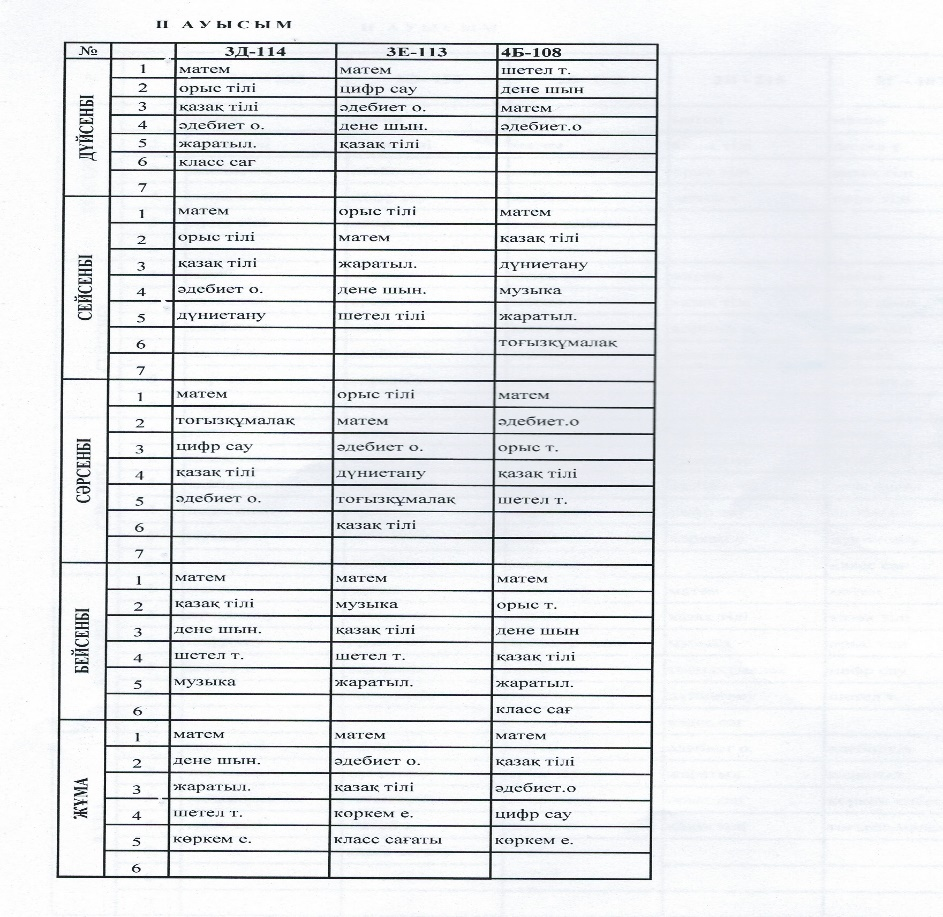 II АУЫСЫМ
№ 3Д-114 3Е-113 4Б-108
ДҮЙСЕНБІ
1 матем матем шетел т.
2 орыс тілі цифр сау дене шын
3 қазақ тілі әдебиет о. матем
4 әдебиет о. дене шын. әдебиет.о
5 жаратыл. қазақ тілі
6 класс сағ
7
СЕЙСЕНБІ
1 матем орыс тілі матем
2 орыс тілі матем қазақ тілі
3 қазақ тілі жаратыл. дүниетану
4 әдебиет о. дене шын. музыка
5 дүниетану шетел тілі жаратыл.
6 тоғызқұмалақ
7
СӘРСЕНБІ
1 матем орыс тілі матем
2 тоғызқұмалақ матем әдебиет.о
3 цифр сау әдебиет о. орыс т.
4 қазақ тілі дүниетану қазақ тілі
5 әдебиет о. тоғызқұмалақ шетел т.
6 қазақ тілі
7
БЕЙСЕНБІ
1 матем матем матем
2 қазақ тілі музыка орыс т.
3 дене шын. қазақ тілі дене шын
4 шетел т. шетел т. қазақ тілі
5 музыка жаратыл. жаратыл.
6 класс сағ
ЖҰМА
1 матем матем матем
2 дене шын. әдебиет о. қазақ тілі
3 жаратыл. қазақ тілі әдебиет.о
4 шетел т. көркем е. цифр сау
5 көркем е. класс сағаты көркем е.
6